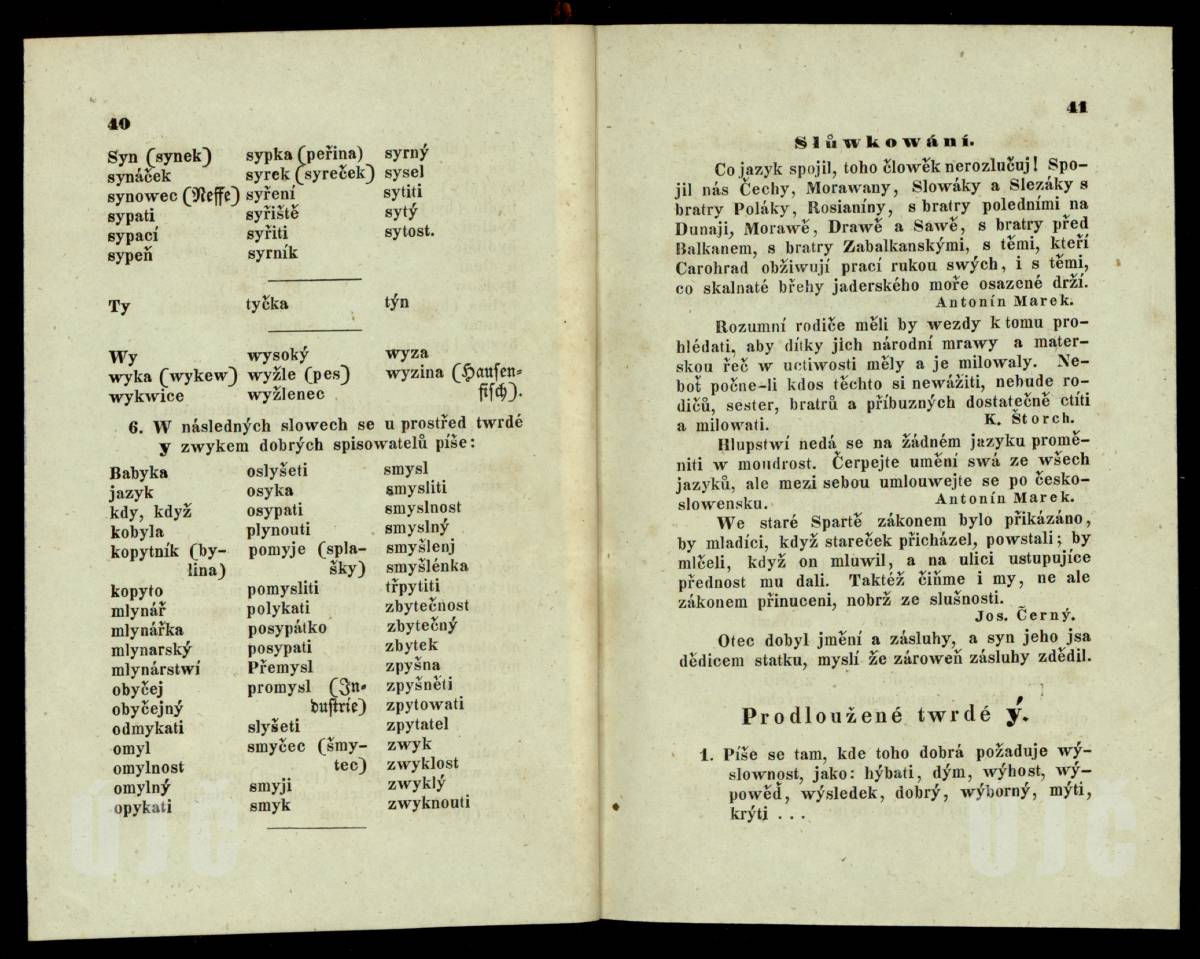 40
Syn (synek) sypka (peřina) syrný
synáček syrek (syreček) sysel
synowec (Neffe) syření sytiti
sypati syřiště sytý
sypací syřiti sytost.
sypeň syrník
Ty tyčka týn
Wy wysoký wyza
wyka (wykew) wyžle (pes) wyzina (Hausen=
wykwice wyžlenec fisch).
6. W následných slowech se u prostřed twrdé
y zwykem dobrých spisowatelů píše:
Babyka oslyšeti smysl
jazyk osyka smysliti
kdy, když osypati smyslnost
kobyla plynouti smyslný
kopytník (by- pomyje (spla- smyšlenj
lina) šky) smyšlénka
kopyto pomysliti třpytiti
mlynář polykati zbytečnost
mlynářka posypátko zbytečný
mlynarský posypati zbytek
mlynárstwí Přemysl zpyšna
obyčej promysl (In= zpyšněti
obyčejný dustrie) zpytowati
odmykati slyšeti zpytatel
omyl smyčec (šmy- zwyk
omylnost tec) zwyklost
omylný smyji zwyklý
opykati smyk zwyknouti
41
Slůwkowání.
Co jazyk spojil, toho člowěk nerozlučuj! Spo-
jil nás Čechy, Morawany, Slowáky a Slezáky s
bratry Poláky, Rosianíny, s bratry poledními na
Dunaji, Morawě, Drawě a Sawě, s bratry před
Balkanem, s bratry Zabalkanskými, s těmi, kteří
Carohrad obžiwují prací rukou swých, i s těmi,
co skalnaté břehy jaderského moře osazené drží.
Antonín Marek.
Rozumní rodiče měli by wezdy k tomu pro-
hlédati, aby dítky jich národní mrawy a mater-
skou řeč w uctiwosti měly a je milowaly. Ne-
boť počne-li kdos těchto si newážiti, nebude ro-
dičů, sester, bratrů a příbuzných dostatečně ctíti
a milowati. K. Štorch.
Hlupstwí nedá se na žádném jazyku promě-
niti w moudrost. Čerpejte umění swá ze wšech
jazyků, ale mezi sebou umlouwejte se po česko-
slowensku. Antonín Marek.
We staré Spartě zákonem bylo přikázáno,
by mladíci, když stareček přicházel, powstali; by
mlčeli, když on mluwil, a na ulici ustupujíce
přednost mu dali. Taktéž čiňme i my, ne ale
zákonem přinuceni, nobrž ze slušnosti.
Jos. Černý.
Otec dobyl jmění a zásluhy, a syn jeho jsa
dědicem statku, myslí že zároweň zásluhy zdědil.
Prodloužené twrdé ý.
1. Píše se tam, kde toho dobrá požaduje wý-
slownost, jako: hýbati, dým, wýhost, wý-
powěď, wýsledek, dobrý, wýborný, mýti,
krýti . . .
UJC
UJC